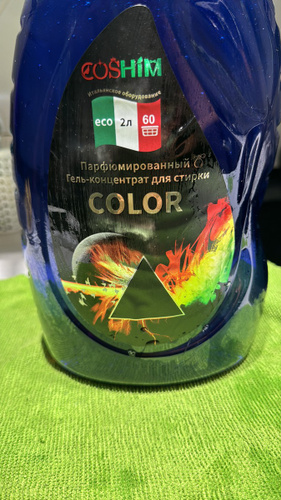 COSHIM
Итальянское оборудование
eco 2л 60
Парфюмированный
Гель-концентрат для стирки
COLOR